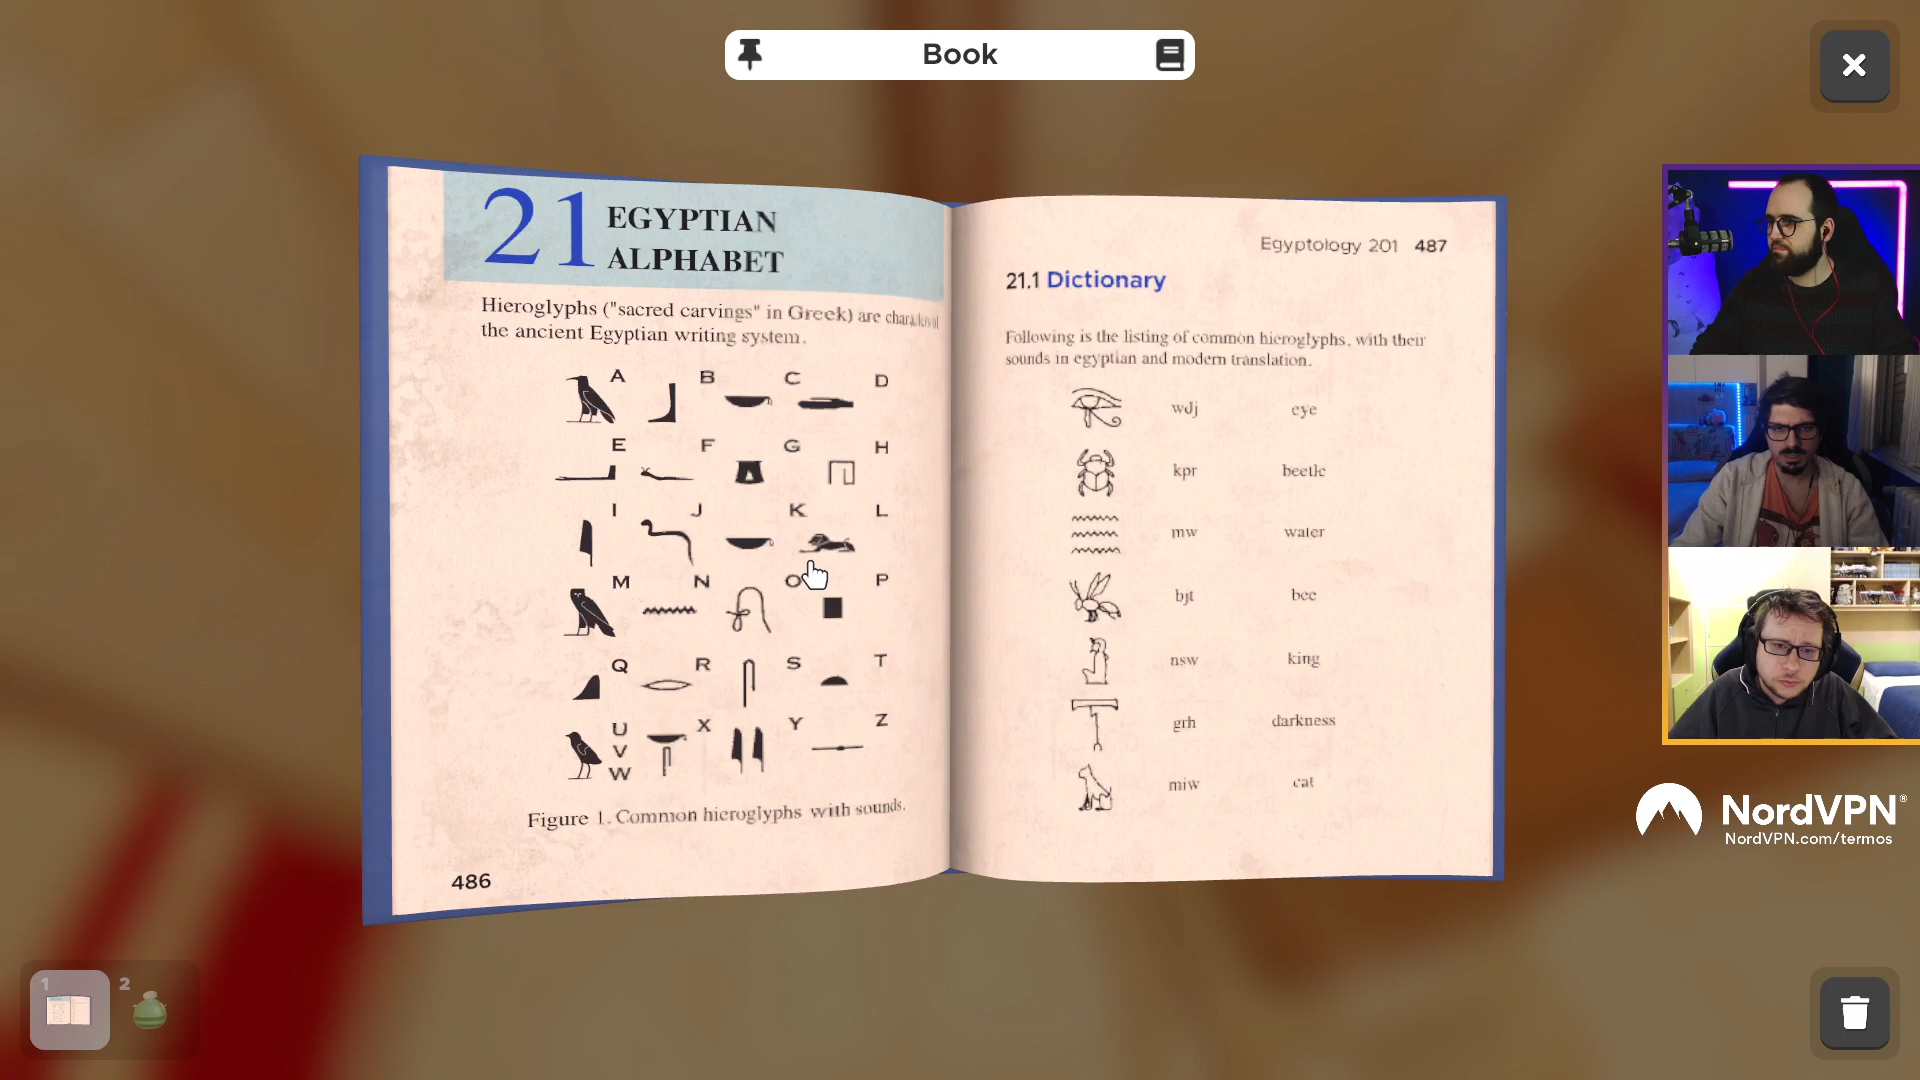 Book
21 EGYPTIAN
ALPHABET
Hieroglyphs ("sacred carvings" in Greek) are
the ancient Egyptian writing system.
A B C D
E F G H
I J K L
M N O P
Q R S T
U X Y Z
V
W
Figure 1. Common hieroglyphs with sounds.
486
Egyptology 201 487
21.1 Dictionary
Following is the listing of common hieroglyphs, with their
sounds in egyptian and modern translation.
wdj eye
kpr beetle
mw water
bjt bee
nsw king
grh darkness
miw cat
1 2
NordVPN®
NordVPN.com/termos